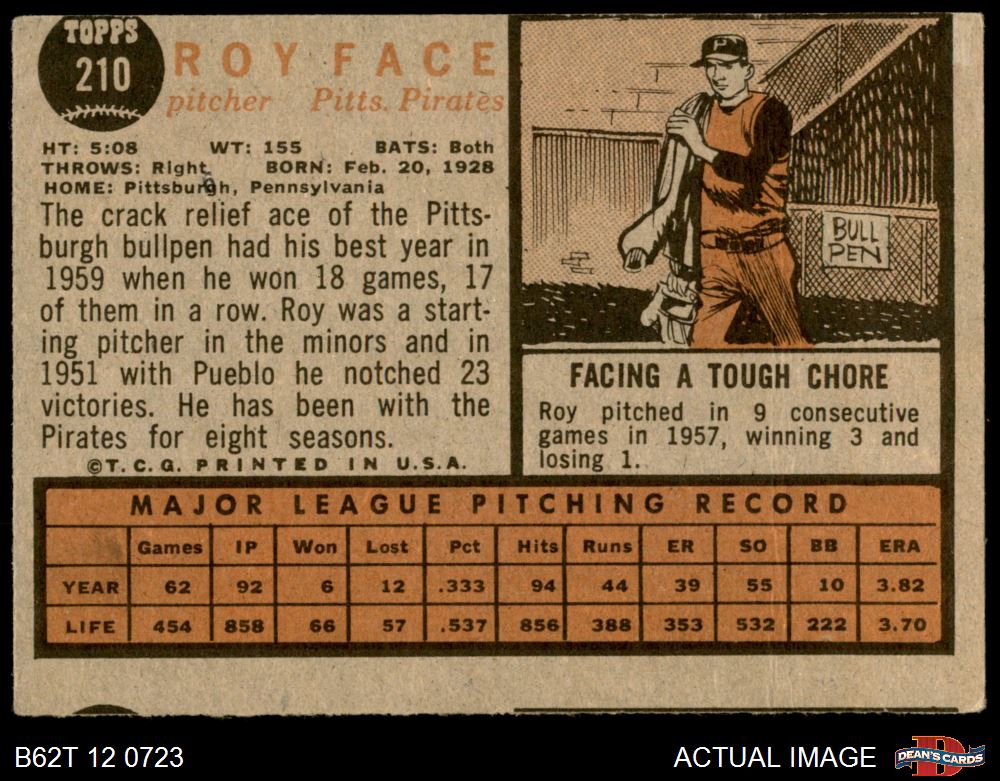 TOPPS
210
ROY FACE
pitcher Pitts. Pirates
HT: 5:08 WT: 155 BATS: Both
THROWS: Right BORN: Feb. 20, 1928
HOME: Pittsburgh, Pennsylvania
The crack relief ace of the Pitts-
burgh bullpen had his best year in
1959 when he won 18 games, 17
of them in a row. Roy was a start-
ing pitcher in the minors and in
1951 with Pueblo he notched 23
victories. He has been with the
Pirates for eight seasons.
©T.C.G. PRINTED IN U.S.A.
P
BULL
PEN
FACING A TOUGH CHORE
Roy pitched in 9 consecutive
games in 1957, winning 3 and
losing 1.
MAJOR LEAGUE PITCHING RECORD
Games IP Won Lost Pct Hits Runs ER SO BB ERA
YEAR 62 92 6 12 .333 94 44 39 55 10 3.82
LIFE 454 858 66 57 .537 856 388 353 532 222 3.70
B62T 12 0723 ACTUAL IMAGE
D
DEAN'S CARDS